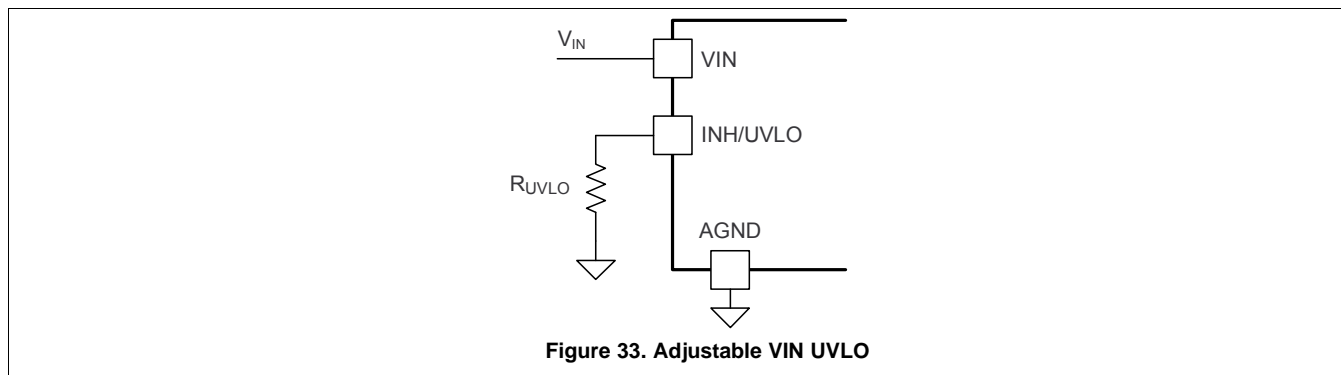 VIN
VIN
INH/UVLO
RUVLO
AGND
Figure 33. Adjustable VIN UVLO